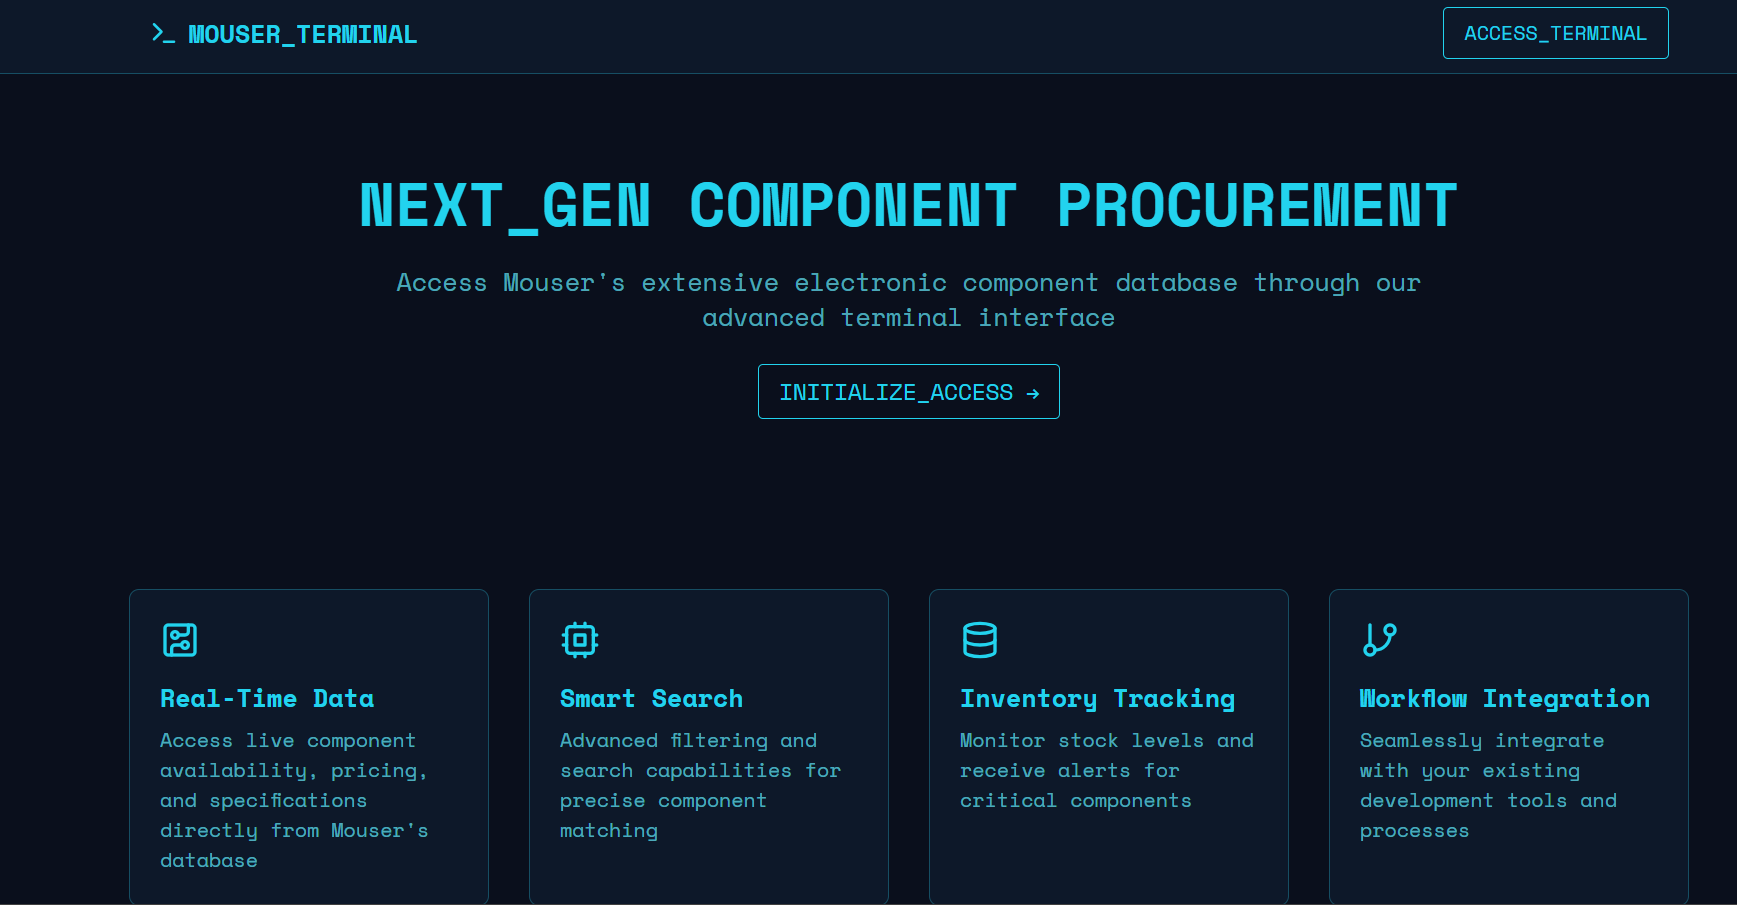 MOUSER_TERMINAL
ACCESS_TERMINAL
NEXT_GEN COMPONENT PROCUREMENT
Access Mouser's extensive electronic component database through our
advanced terminal interface
INITIALIZE_ACCESS →
Real-Time Data
Access live component
availability, pricing,
and specifications
directly from Mouser's
database
Smart Search
Advanced filtering and
search capabilities for
precise component
matching
Inventory Tracking
Monitor stock levels and
receive alerts for
critical components
Workflow Integration
Seamlessly integrate
with your existing
development tools and
processes